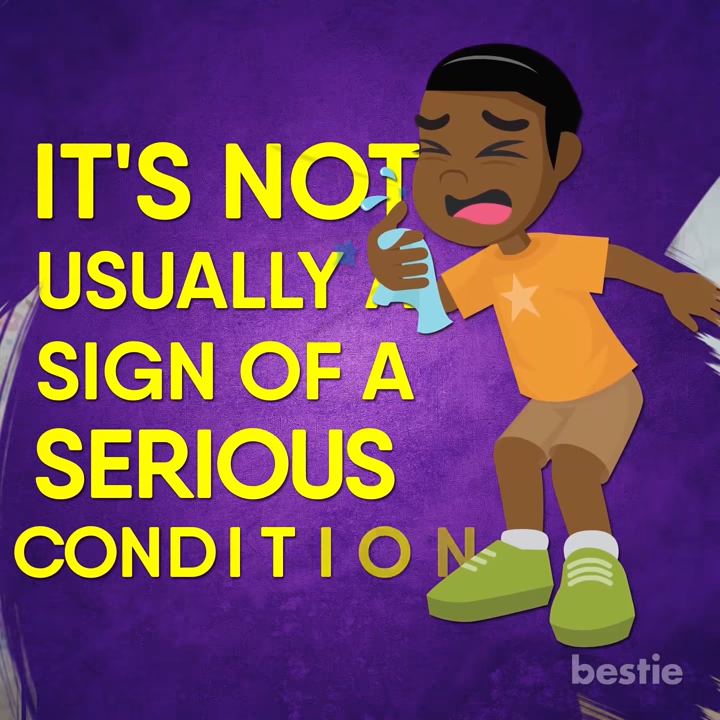 IT'S NOT
USUALLY A
SIGN OF A
SERIOUS
CONDITION
bestie